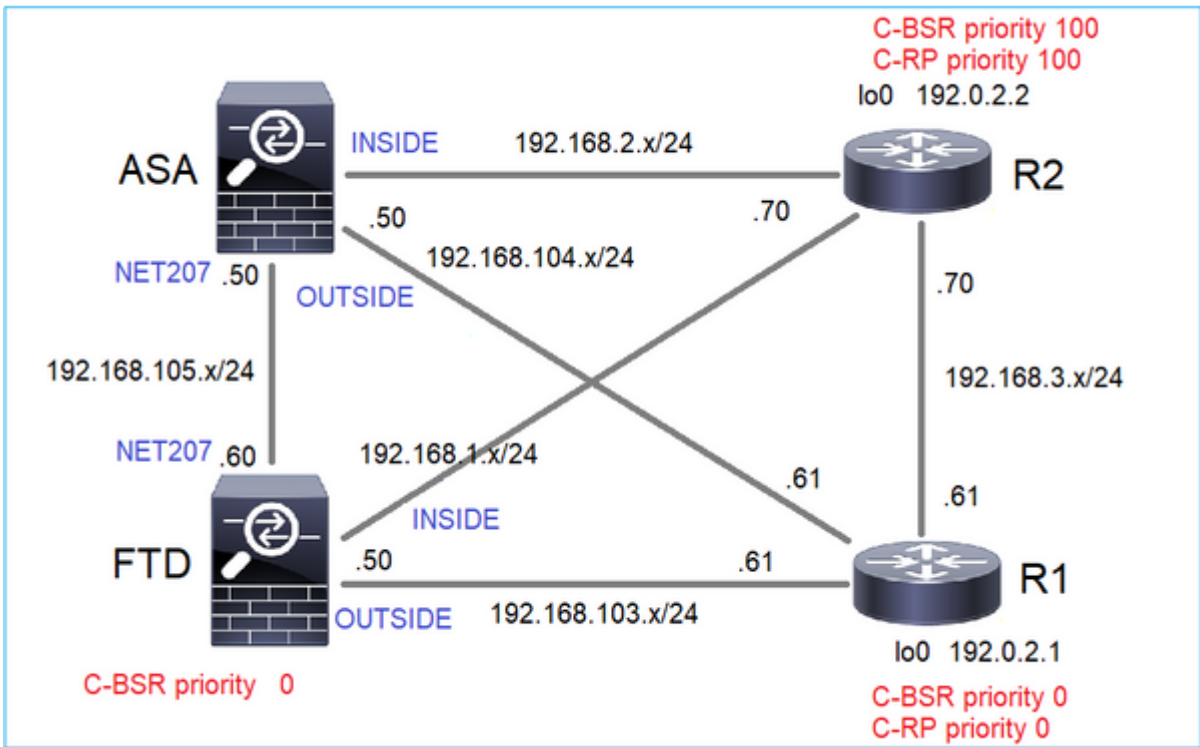 C-BSR priority 100
C-RP priority 100
lo0 192.0.2.2
INSIDE
192.168.2.x/24
ASA
R2
.50
.70
192.168.104.x/24
NET207 .50
OUTSIDE
.70
192.168.105.x/24
192.168.3.x/24
NET207 .60
192.168.1.x/24
.61
.61
INSIDE
FTD
.50
.61
R1
OUTSIDE
192.168.103.x/24
lo0 192.0.2.1
C-BSR priority 0
C-BSR priority 0
C-RP priority 0